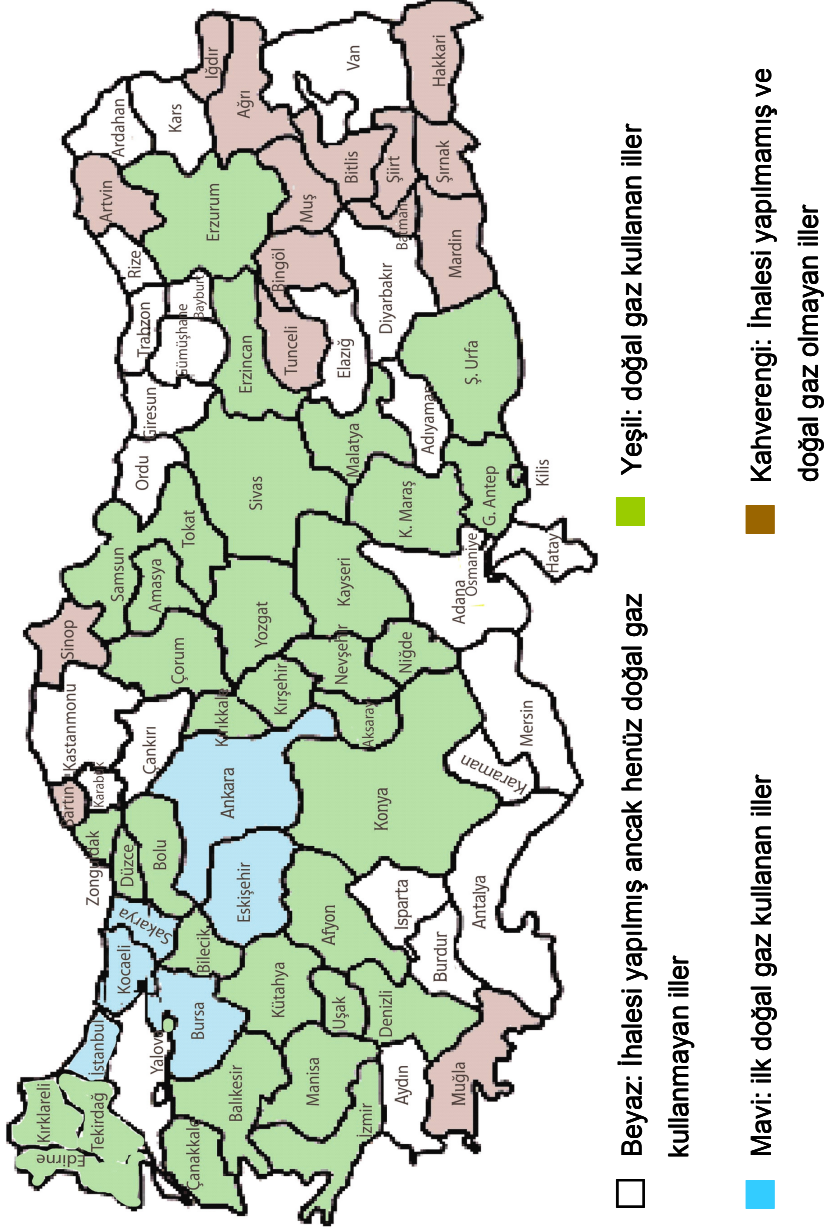 Kırklareli
Edirne
Tekirdağ
İstanbul
Kocaeli
Sakarya
Yalova
Zonguldak
Bartın
Karabük
Kastanmonu
Sinop
Düzce
Bolu
Çankırı
Samsun
Ordu
Giresun
Trabzon
Rize
Artvin
Ardahan
Kars
Iğdır
Çanakkale
Balıkesir
Bursa
Bilecik
Eskişehir
Ankara
Kırıkkale
Çorum
Amasya
Tokat
Gümüşhane
Bayburt
Erzurum
Ağrı
Kütahya
Kırşehir
Yozgat
Sivas
Erzincan
Tunceli
Bingöl
Muş
Manisa
Uşak
Afyon
Nevşehir
Kayseri
Malatya
Elazığ
Bitlis
Van
İzmir
Denizli
Konya
Aksaray
Niğde
K. Maraş
Adıyaman
Diyarbakır
Batman
Şiirt
Aydın
Isparta
Burdur
Muğla
Antalya
Karaman
Mersin
Adana
Osmaniye
G. Antep
Ş. Urfa
Mardin
Şırnak
Hakkari
Kilis
Hatay
Beyaz: İhalesi yapılmış ancak henüz doğal gaz
kullanmayan iller
Yeşil: doğal gaz kullanan iller
Mavi: ilk doğal gaz kullanan iller
Kahverengi: İhalesi yapılmamış ve
doğal gaz olmayan iller